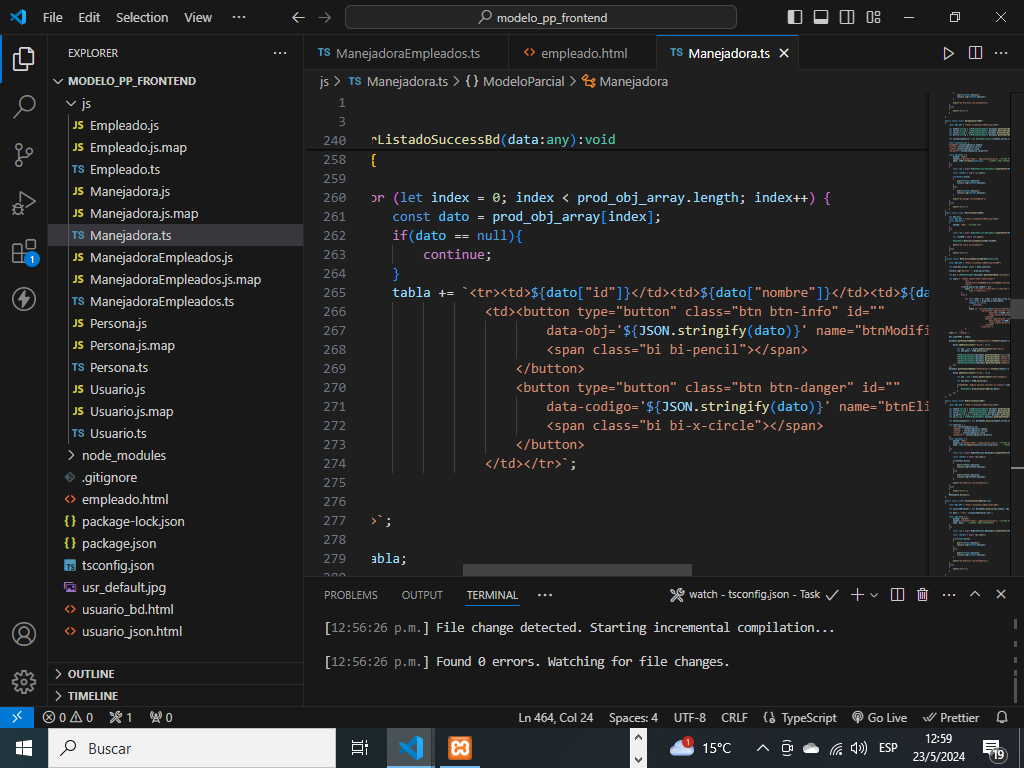 File Edit Selection View ··· modelo_pp_frontend
EXPLORER ···
MODELO_PP_FRONTEND
js
JS Empleado.js
JS Empleado.js.map
TS Empleado.ts
JS Manejadora.js
JS Manejadora.js.map
TS Manejadora.ts
JS ManejadoraEmpleados.js
JS ManejadoraEmpleados.js.map
TS ManejadoraEmpleados.ts
JS Persona.js
JS Persona.js.map
TS Persona.ts
JS Usuario.js
JS Usuario.js.map
TS Usuario.ts
node_modules
.gitignore
<> empleado.html
{} package-lock.json
{} package.json
TS tsconfig.json
usr_default.jpg
<> usuario_bd.html
<> usuario_json.html
OUTLINE
TIMELINE
1
TS ManejadoraEmpleados.ts <> empleado.html TS Manejadora.ts
js > TS Manejadora.ts > {} ModeloParcial > Manejadora
1
3
240 rListadoSuccessBd(data:any):void
258 {
259
260 or (let index = 0; index < prod_obj_array.length; index++) {
261 const dato = prod_obj_array[index];
262 if(dato == null){
263 continue;
264 }
265 tabla += `<tr><td>${dato["id"]}</td><td>${dato["nombre"]}</td><td>${da
266 <td><button type="button" class="btn btn-info" id=""
267 data-obj='${JSON.stringify(dato)}' name="btnModifi
268 <span class="bi bi-pencil"></span>
269 </button>
270 <button type="button" class="btn btn-danger" id=""
271 data-codigo='${JSON.stringify(dato)}' name="btnEli
272 <span class="bi bi-x-circle"></span>
273 </button>
274 </td></tr>`;
275
276
277 >`;
278
279 abla;
280
PROBLEMS OUTPUT TERMINAL ··· watch - tsconfig.json - Task
[12:56:26 p.m.] File change detected. Starting incremental compilation...
[12:56:26 p.m.] Found 0 errors. Watching for file changes.
0 0 1 0 Ln 464, Col 24 Spaces: 4 UTF-8 CRLF {} TypeScript Go Live Prettier
Buscar 1 15°C ESP 12:59
23/5/2024 19